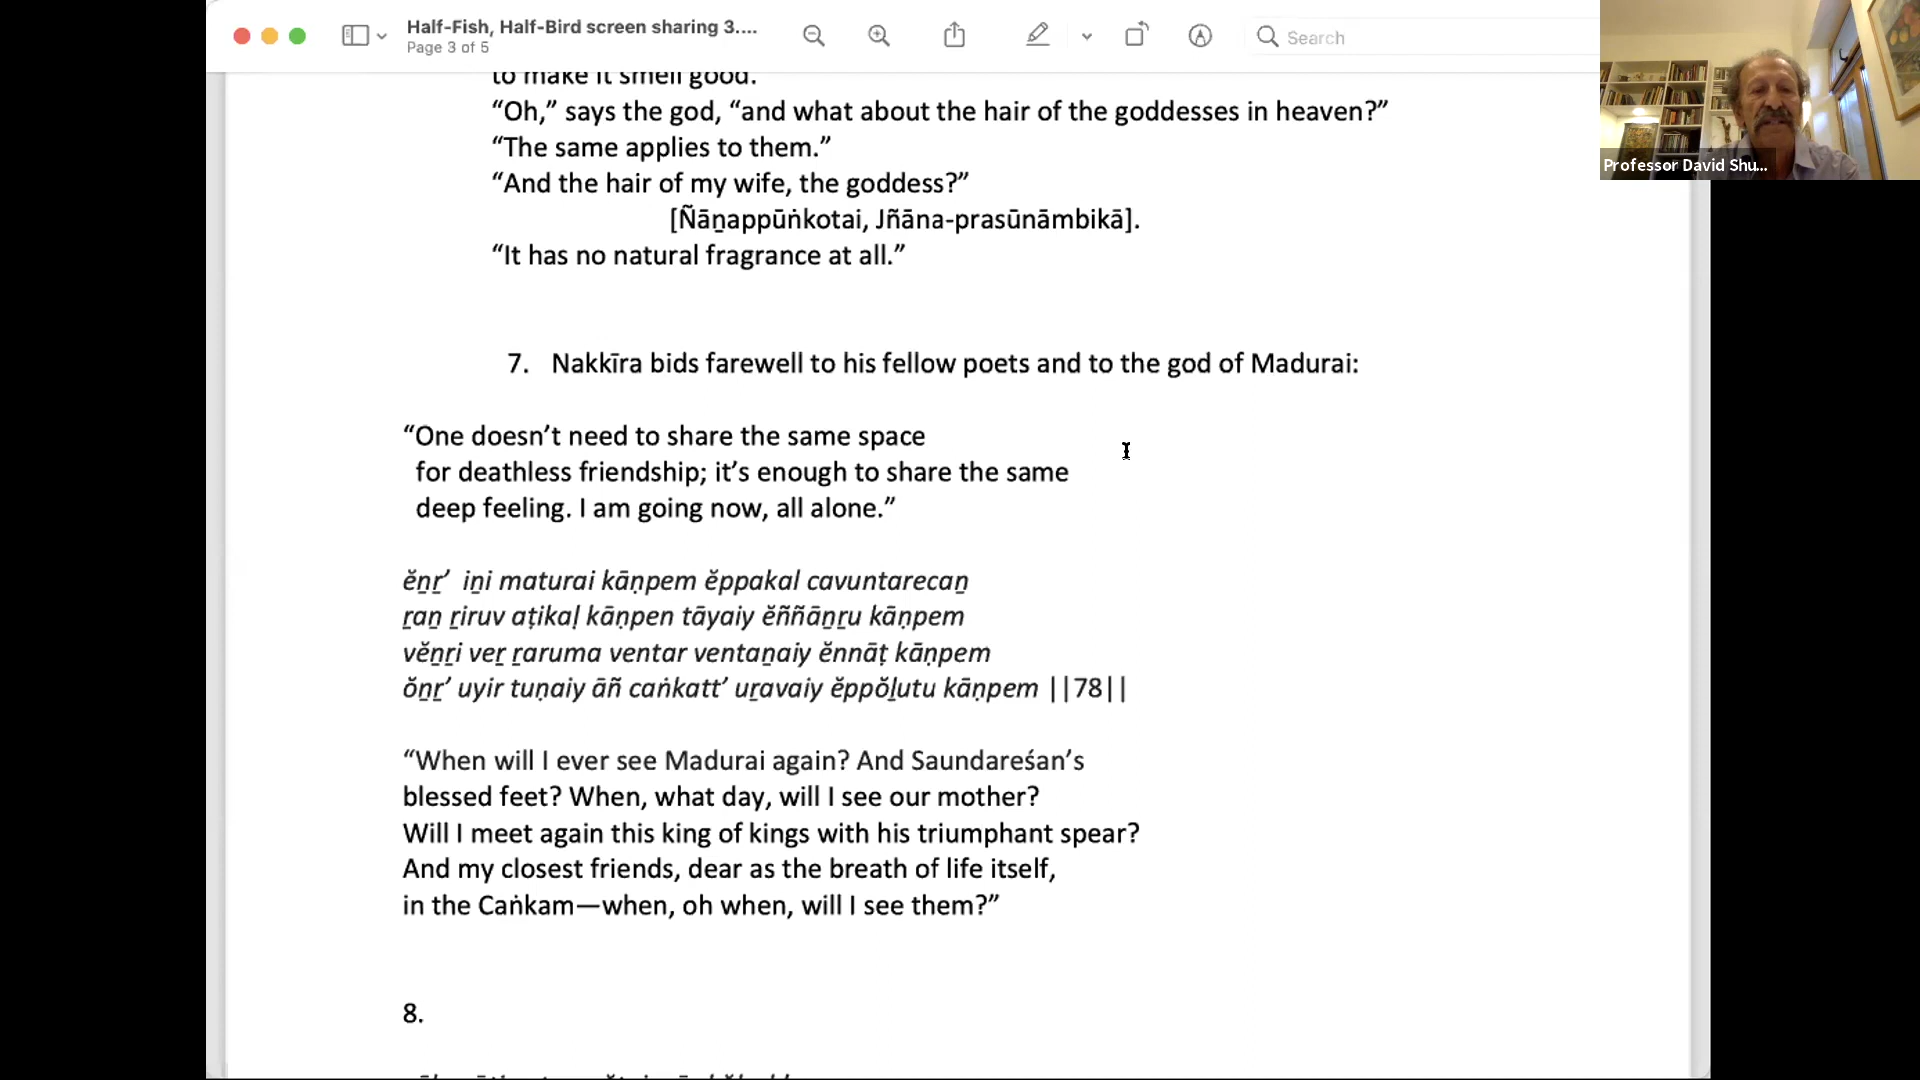 Half-Fish, Half-Bird screen sharing 3....
Page 3 of 5
Search
Professor David Shu...
to make it smell good.
“Oh,” says the god, “and what about the hair of the goddesses in heaven?”
“The same applies to them.”
“And the hair of my wife, the goddess?”
[Ñāṉappūṅkotai, Jñāna-prasūnāmbikā].
“It has no natural fragrance at all.”
7. Nakkīra bids farewell to his fellow poets and to the god of Madurai:
“One doesn’t need to share the same space
for deathless friendship; it’s enough to share the same
deep feeling. I am going now, all alone.”
ĕṉṟ’ iṉi maturai kāṇpem ĕppakal cavuntarecaṉ
ṟaṉ ṟiruv aṭikaḷ kāṇpen tāyaiy ĕññāṉṟu kāṇpem
vĕṉṟi veṟ ṟaruma ventar ventaṉaiy ĕnnāṭ kāṇpem
ŏṉṟ’ uyir tuṇaiy āñ caṅkatt’ uṟavaiy ĕppŏḻutu kāṇpem ||78||
“When will I ever see Madurai again? And Saundareśan’s
blessed feet? When, what day, will I see our mother?
Will I meet again this king of kings with his triumphant spear?
And my closest friends, dear as the breath of life itself,
in the Caṅkam—when, oh when, will I see them?”
8.